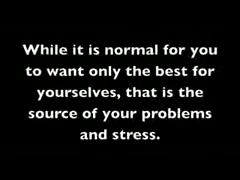 While it is normal for you
to want only the best for
yourselves, that is the
source of your problems
and stress.